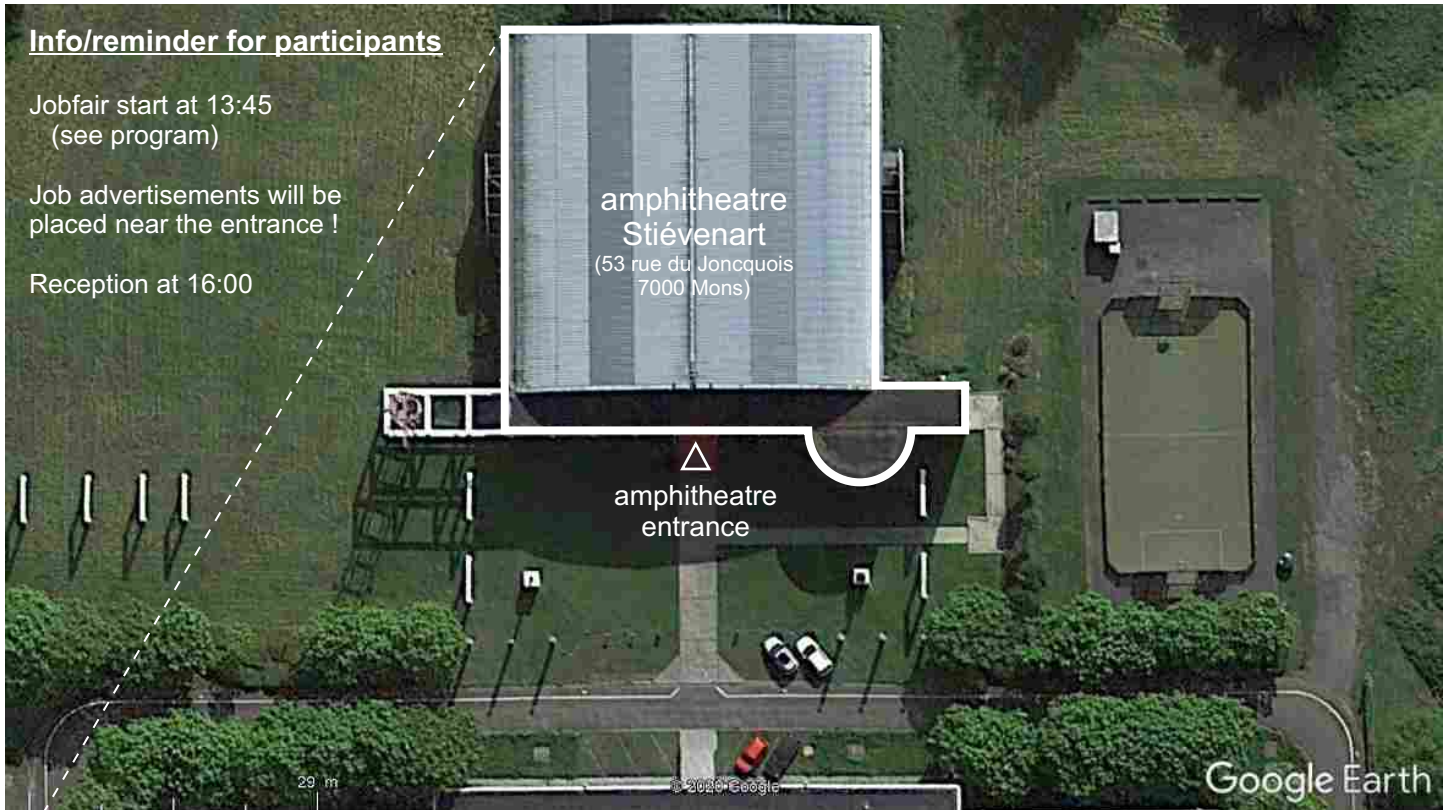 Info/reminder for participants
Jobfair start at 13:45
(see program)
Job advertisements will be
placed near the entrance !
Reception at 16:00
amphitheatre
Stiévenart
(53 rue du Joncquois
7000 Mons)
amphitheatre
entrance
29 m
© 2020 Google
Google Earth